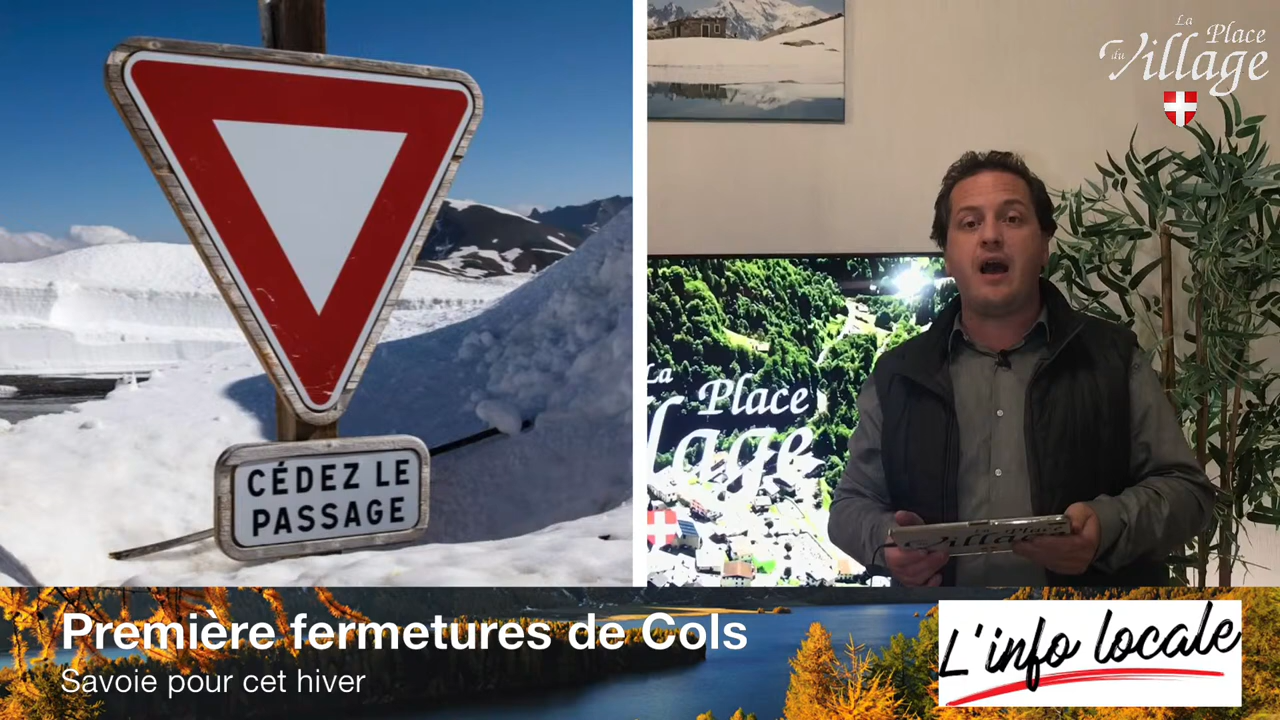 CÉDEZ LE
PASSAGE
La
Place
du
Village
La
Place
llage
Première fermetures de Cols
Savoie pour cet hiver
L'info locale